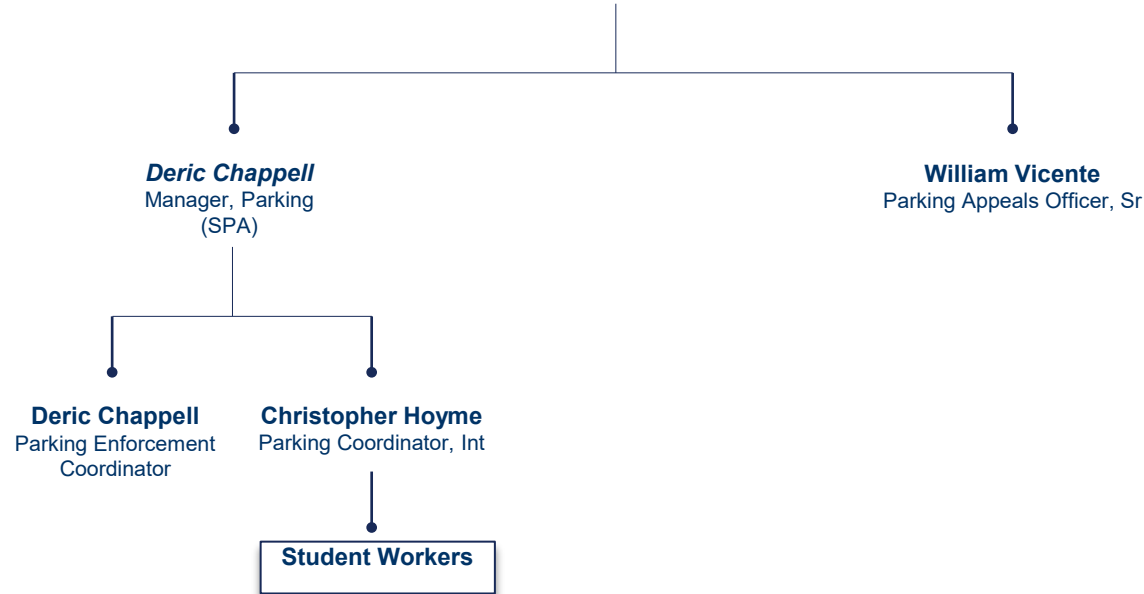 Deric Chappell
Manager, Parking
(SPA)
William Vicente
Parking Appeals Officer, Sr
Deric Chappell
Parking Enforcement
Coordinator
Christopher Hoyme
Parking Coordinator, Int
Student Workers